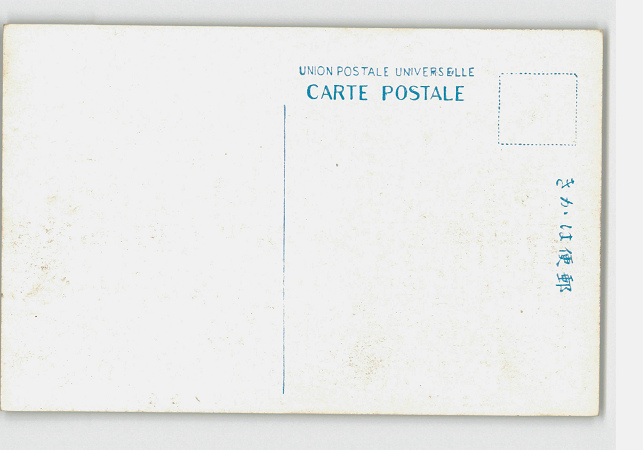 UNION POSTALE UNIVERSELLE
CARTE POSTALE
きかは便郵